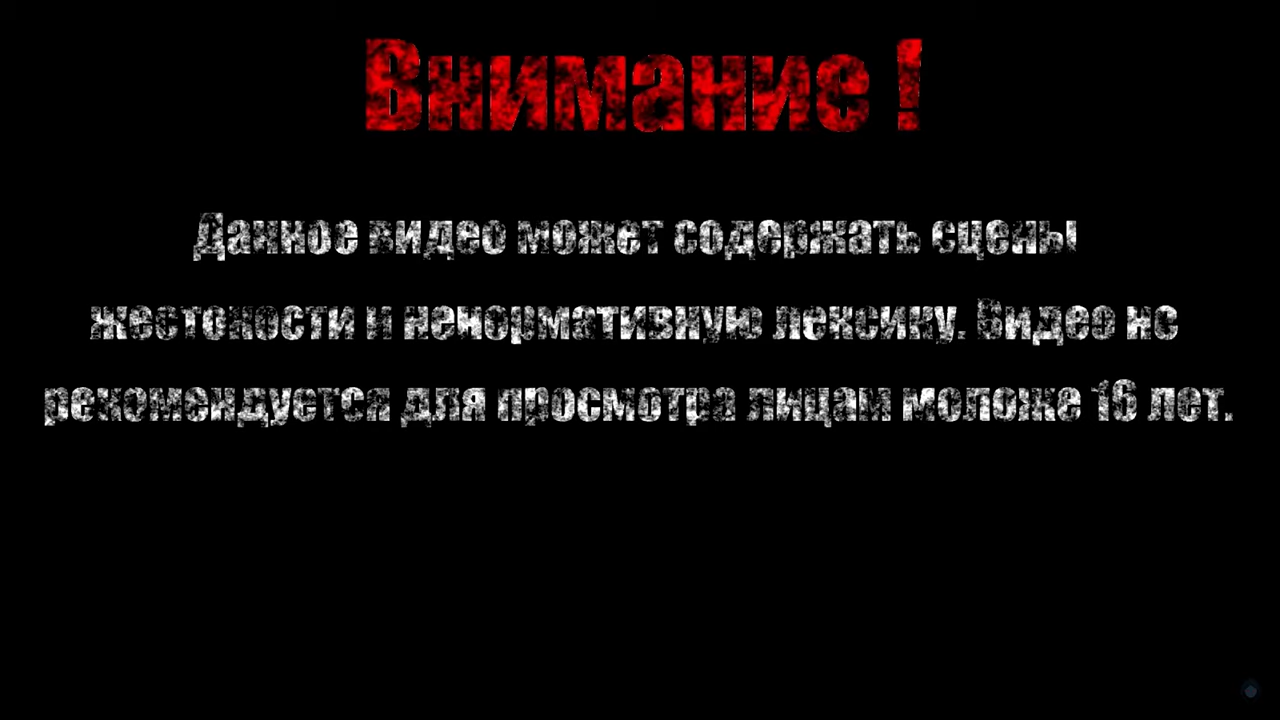 Внимание !
Данное видео может содержать сцены
жестокости и ненормативную лексику. Видео не
рекомендуется для просмотра лицам моложе 16 лет.